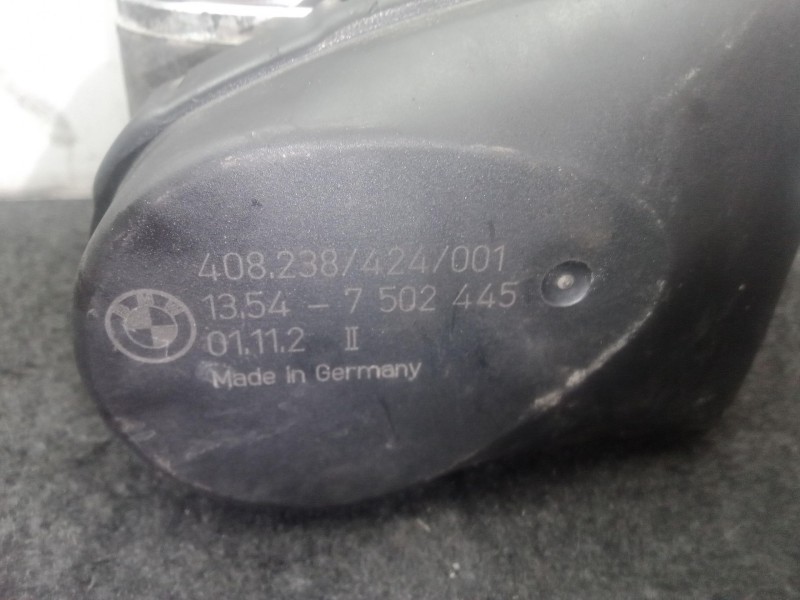 408.238/424/001
13.54 - 7 502 445
01.11.2 II
Made in Germany